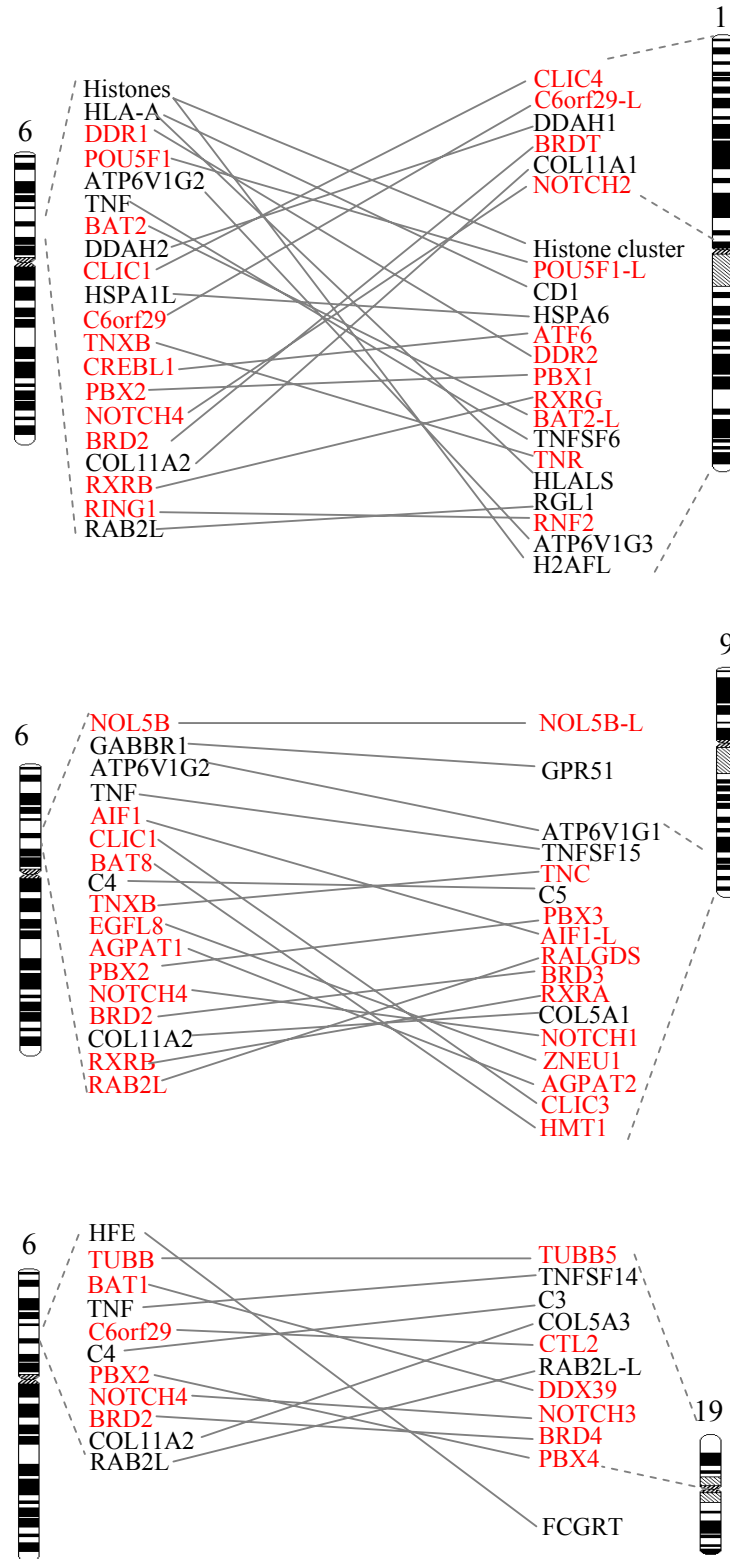 1
6
Histones
HLA-A
DDR1
POU5F1
ATP6V1G2
TNF
BAT2
DDAH2
CLIC1
HSPA1L
C6orf29
TNXB
CREBL1
PBX2
NOTCH4
BRD2
COL11A2
RXRB
RING1
RAB2L
CLIC4
C6orf29-L
DDAH1
BRDT
COL11A1
NOTCH2
Histone cluster
POU5F1-L
CD1
HSPA6
ATF6
DDR2
PBX1
RXRG
BAT2-L
TNFSF6
TNR
HLALS
RGL1
RNF2
ATP6V1G3
H2AFL
9
6
NOL5B
GABBR1
ATP6V1G2
TNF
AIF1
CLIC1
BAT8
C4
TNXB
EGFL8
AGPAT1
PBX2
NOTCH4
BRD2
COL11A2
RXRB
RAB2L
NOL5B-L
GPR51
ATP6V1G1
TNFSF15
TNC
C5
PBX3
AIF1-L
RALGDS
BRD3
RXRA
COL5A1
NOTCH1
ZNEU1
AGPAT2
CLIC3
HMT1
6
HFE
TUBB
BAT1
TNF
C6orf29
C4
PBX2
NOTCH4
BRD2
COL11A2
RAB2L
TUBB5
TNFSF14
C3
COL5A3
CTL2
RAB2L-L
DDX39
NOTCH3
BRD4
PBX4
FCGRT
19